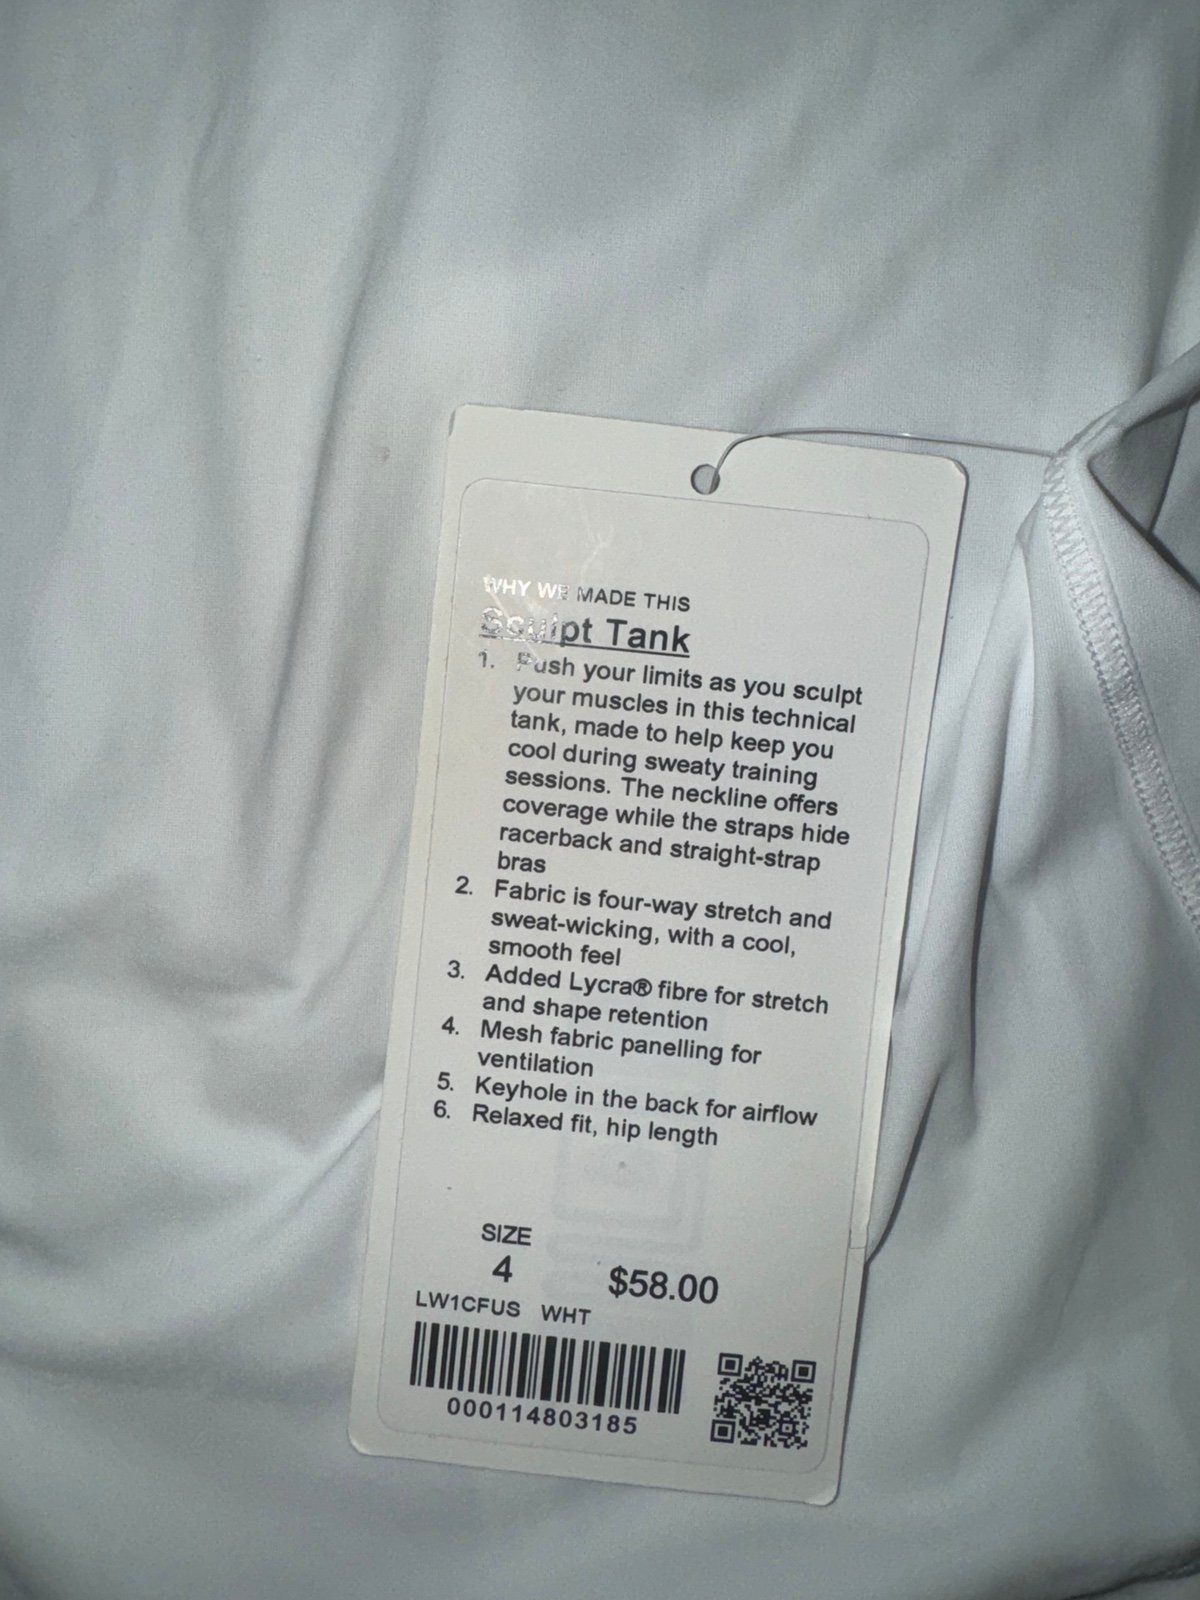 WHY WE MADE THIS
Sculpt Tank
1. Push your limits as you sculpt
your muscles in this technical
tank, made to help keep you
cool during sweaty training
sessions. The neckline offers
coverage while the straps hide
racerback and straight-strap
bras
2. Fabric is four-way stretch and
sweat-wicking, with a cool,
smooth feel
3. Added Lycra® fibre for stretch
and shape retention
4. Mesh fabric panelling for
ventilation
5. Keyhole in the back for airflow
6. Relaxed fit, hip length
SIZE
4 $58.00
LW1CFUS WHT
000114803185